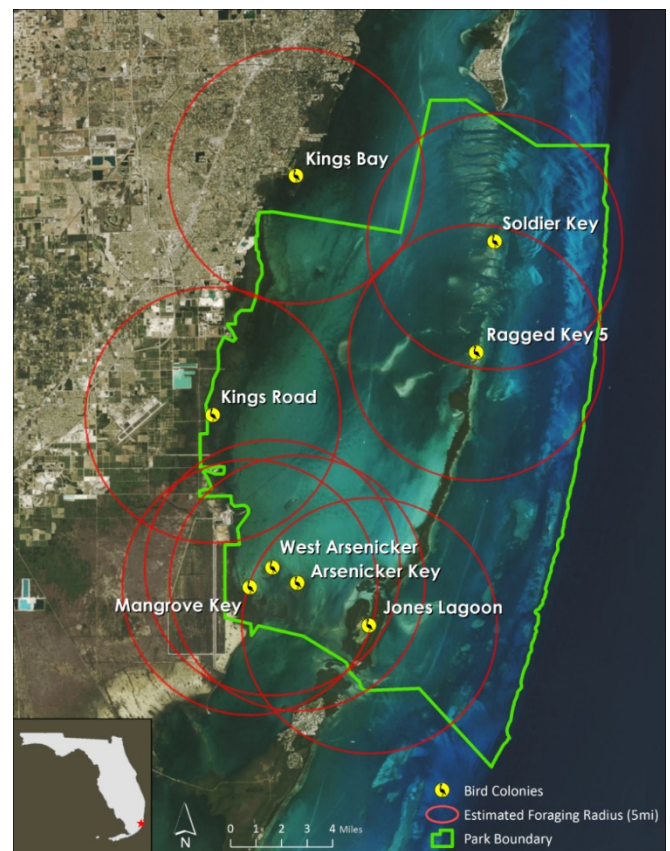 Kings Bay
Soldier Key
Ragged Key 5
Kings Road
West Arsenicker
Arsenicker Key
Mangrove Key
Jones Lagoon
Bird Colonies
Estimated Foraging Radius (5mi)
Park Boundary
N
0 1 2 3 4 Miles